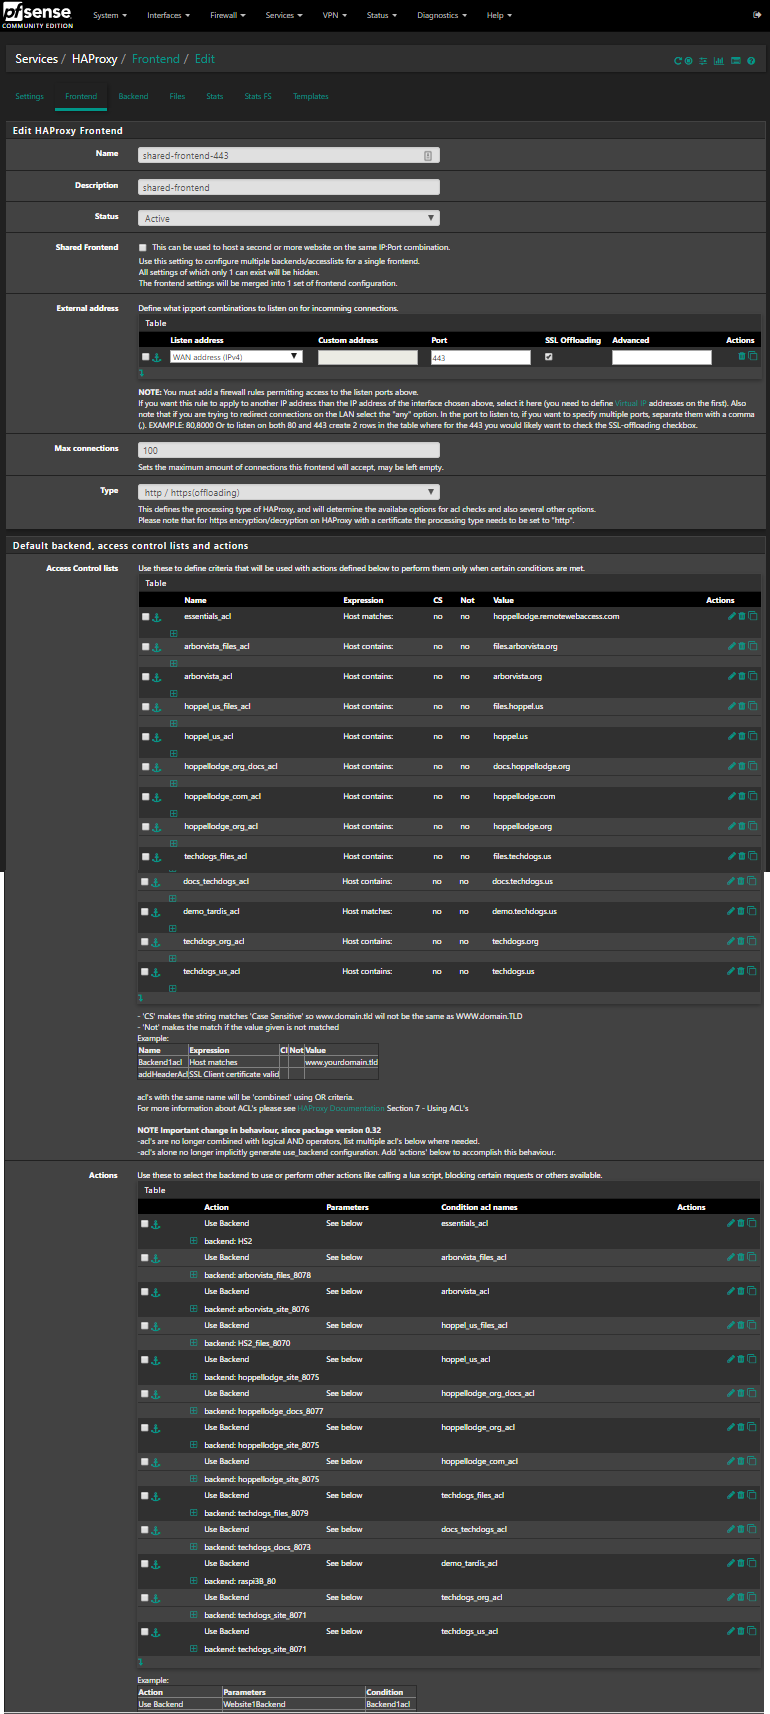 pfsense
COMMUNITY EDITION
System Interfaces Firewall Services VPN Status Diagnostics Help
Services / HAProxy / Frontend / Edit
Settings Frontend Backend Files Stats Stats FS Templates
Edit HAProxy Frontend
Name shared-frontend-443
Description shared-frontend
Status Active
Shared Frontend This can be used to host a second or more website on the same IP:Port combination.
Use this setting to configure multiple backends/accesslists for a single frontend.
All settings of which only 1 can exist will be hidden.
The frontend settings will be merged into 1 set of frontend configuration.
External address Define what ip:port combinations to listen on for incomming connections.
Table
Listen address Custom address Port SSL Offloading Advanced Actions
WAN address (IPv4) 443
NOTE: You must add a firewall rules permitting access to the listen ports above.
If you want this rule to apply to another IP address than the IP address of the interface chosen above, select it here (you need to define Virtual IP addresses on the first). Also
note that if you are trying to redirect connections on the LAN select the "any" option. In the port to listen to, if you want to specify multiple ports, separate them with a comma
(,). EXAMPLE: 80,8000 Or to listen on both 80 and 443 create 2 rows in the table where for the 443 you would likely want to check the SSL-offloading checkbox.
Max connections 100
Sets the maximum amount of connections this frontend will accept, may be left empty.
Type http / https(offloading)
This defines the processing type of HAProxy, and will determine the availabe options for acl checks and also several other options.
Please note that for https encryption/decryption on HAProxy with a certificate the processing type needs to be set to "http".
Default backend, access control lists and actions
Access Control lists Use these to define criteria that will be used with actions defined below to perform them only when certain conditions are met.
Table
Name Expression CS Not Value Actions
essentials_acl Host matches: no no hoppellodge.remotewebaccess.com
arborvista_files_acl Host contains: no no files.arborvista.org
arborvista_acl Host contains: no no arborvista.org
hoppel_us_files_acl Host contains: no no files.hoppel.us
hoppel_us_acl Host contains: no no hoppel.us
hoppellodge_org_docs_acl Host contains: no no docs.hoppellodge.org
hoppellodge_com_acl Host contains: no no hoppellodge.com
hoppellodge_org_acl Host contains: no no hoppellodge.org
techdogs_files_acl Host contains: no no files.techdogs.us
docs_techdogs_acl Host contains: no no docs.techdogs.us
demo_tardis_acl Host matches: no no demo.techdogs.us
techdogs_org_acl Host contains: no no techdogs.org
techdogs_us_acl Host contains: no no techdogs.us
- 'CS' makes the string matches 'Case Sensitive' so www.domain.tld wil not be the same as WWW.domain.TLD
- 'Not' makes the match if the value given is not matched
Example:
Name Expression CI Not Value
Backend1acl Host matches www.yourdomain.tld
addHeaderAcl SSL Client certificate valid
acl's with the same name will be 'combined' using OR criteria.
For more information about ACL's please see HAProxy Documentation Section 7 - Using ACL's
NOTE Important change in behaviour, since package version 0.32
-acl's are no longer combined with logical AND operators, list multiple acl's below where needed.
-acl's alone no longer implicitly generate use_backend configuration. Add 'actions' below to accomplish this behaviour.
Actions Use these to select the backend to use or perform other actions like calling a lua script, blocking certain requests or others available.
Table
Action Parameters Condition acl names Actions
Use Backend See below essentials_acl
backend: HS2
Use Backend See below arborvista_files_acl
backend: arborvista_files_8078
Use Backend See below arborvista_acl
backend: arborvista_site_8076
Use Backend See below hoppel_us_files_acl
backend: HS2_files_8070
Use Backend See below hoppel_us_acl
backend: hoppellodge_site_8075
Use Backend See below hoppellodge_org_docs_acl
backend: hoppellodge_docs_8077
Use Backend See below hoppellodge_org_acl
backend: hoppellodge_site_8075
Use Backend See below hoppellodge_com_acl
backend: hoppellodge_site_8075
Use Backend See below techdogs_files_acl
backend: techdogs_files_8079
Use Backend See below docs_techdogs_acl
backend: techdogs_docs_8073
Use Backend See below demo_tardis_acl
backend: raspi3B_80
Use Backend See below techdogs_org_acl
backend: techdogs_site_8071
Use Backend See below techdogs_us_acl
backend: techdogs_site_8071
Example:
Action Parameters Condition
Use Backend Website1Backend Backend1acl